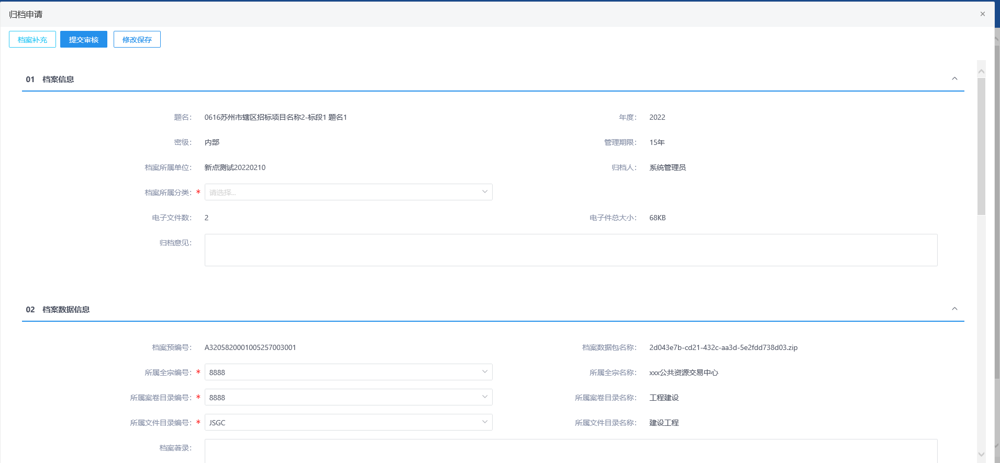 归档申请
×
档案补充 提交审核 修改保存
01 档案信息
题名： 0616苏州市辖区招标项目名称2-标段1 题名1 年度： 2022
密级： 内部 管理期限： 15年
档案所属单位： 新点测试20220210 归档人： 系统管理员
档案所属分类：* 请选择...
电子文件数： 2 电子件总大小： 68KB
归档意见：
02 档案数据信息
档案预编号： A3205820001005257003001 档案数据包名称： 2d043e7b-cd21-432c-aa3d-5e2fdd738d03.zip
所属全宗编号：* 8888 所属全宗名称： xxx公共资源交易中心
所属案卷目录编号：* 8888 所属案卷目录名称： 工程建设
所属文件目录编号：* JSGC 所属文件目录名称： 建设工程
档案著录：